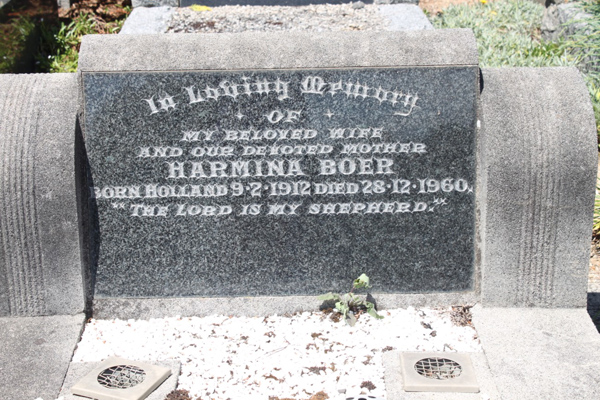 In Loving Memory
OF
MY BELOVED WIFE
AND OUR DEVOTED MOTHER
HARMINA BOER
BORN HOLLAND 9·2·1912 DIED 28·12·1960.
"THE LORD IS MY SHEPHERD."